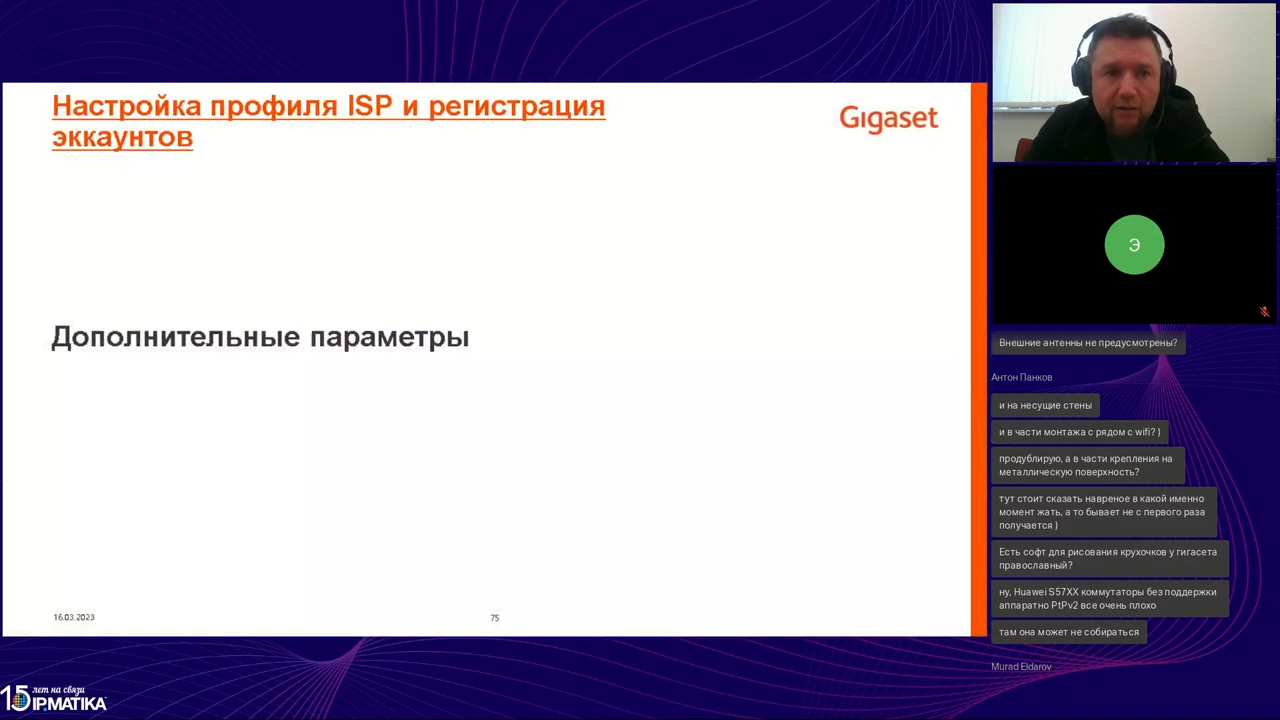 Настройка профиля ISP и регистрация
эккаунтов
Gigaset
Дополнительные параметры
16.03.2023
75
Э
Внешние антенны не предусмотрены?
Антон Панков
и на несущие стены
и в части монтажа с рядом с wifi? )
продублирую, а в части крепления на
металлическую поверхность?
тут стоит сказать навреное в какой именно
момент жать, а то бывает не с первого раза
получается )
Есть софт для рисования крухочков у гигасета
православный?
ну, Huawei S57XX коммутаторы без поддержки
аппаратно PtPv2 все очень плохо
там она может не собираться
Murad Eldarov
15 лет на связи
IPMATIKA